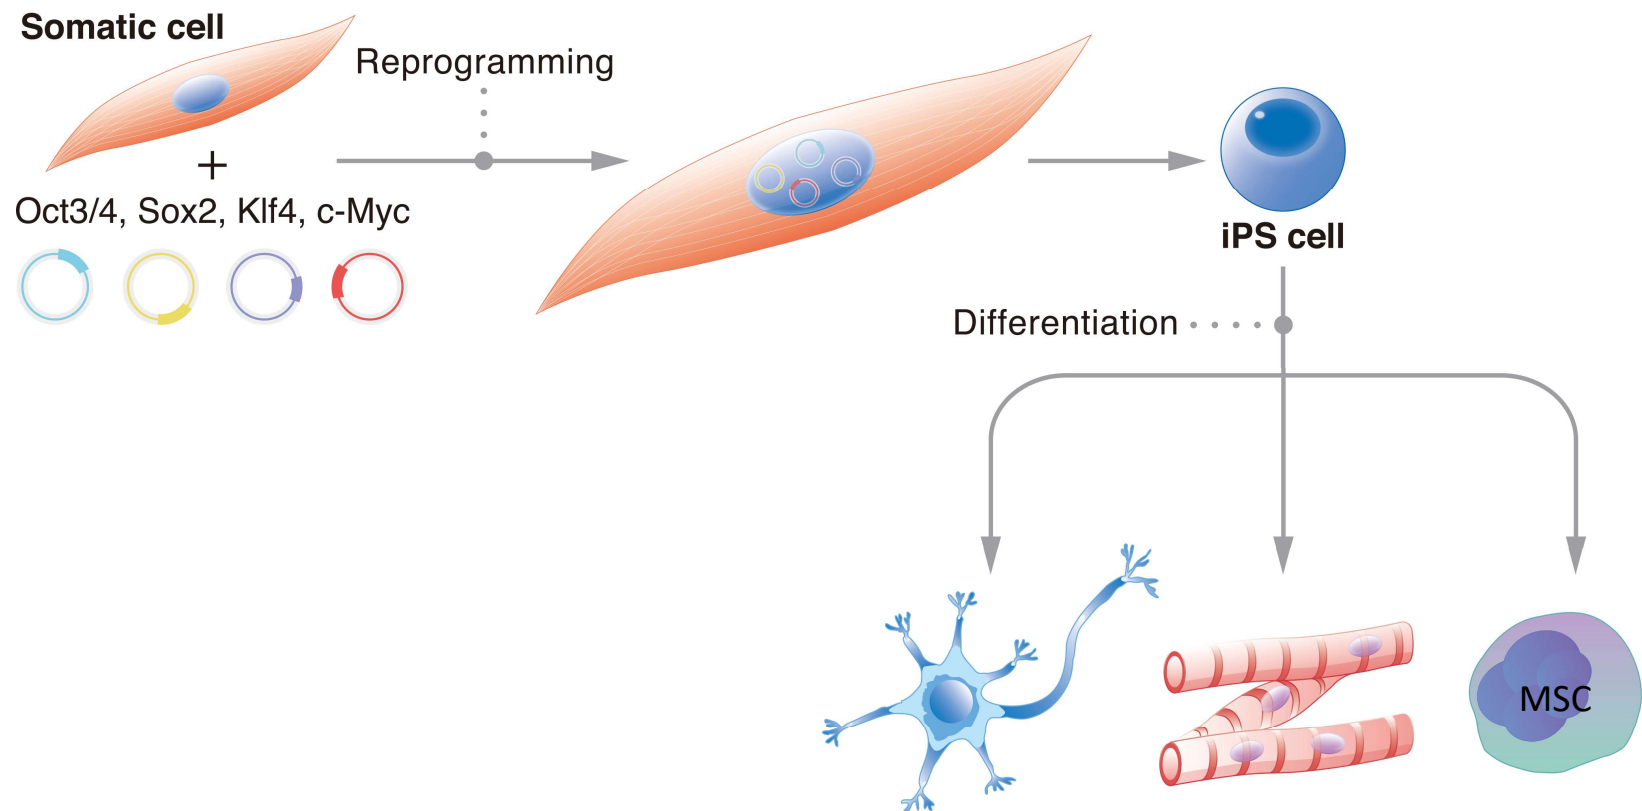 Somatic cell
Reprogramming
+
Oct3/4, Sox2, Klf4, c-Myc
iPS cell
Differentiation
MSC